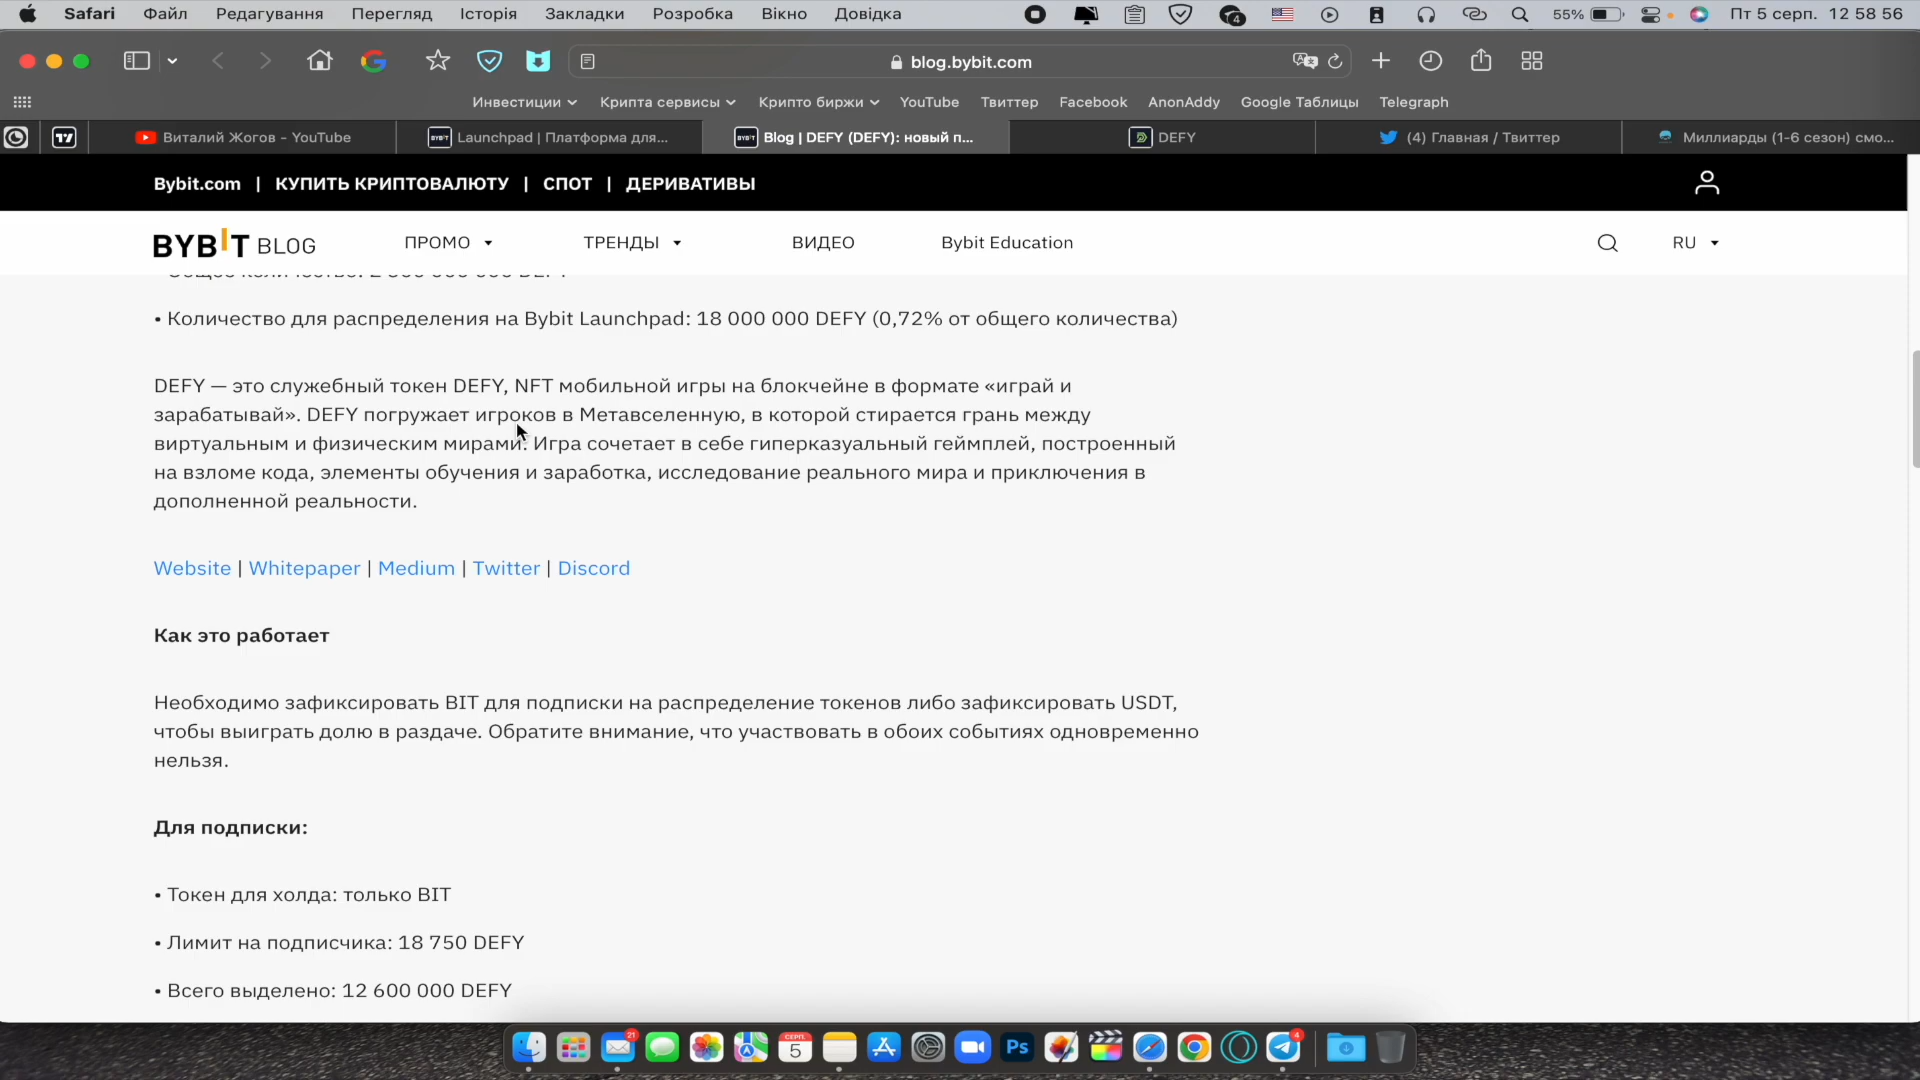 Safari Файл Редагування Перегляд Історія Закладки Розробка Вікно Довідка 4 55% Пт 5 серп. 12 58 56
blog.bybit.com
Инвестиции Крипта сервисы Крипто биржи YouTube Твиттер Facebook AnonAddy Google Таблицы Telegraph
Виталий Жогов - YouTube Launchpad | Платформа для... Blog | DEFY (DEFY): новый п... DEFY (4) Главная / Твиттер Миллиарды (1-6 сезон) смо...
Bybit.com | КУПИТЬ КРИПТОВАЛЮТУ | СПОТ | ДЕРИВАТИВЫ
BYBIT BLOG ПРОМО ТРЕНДЫ ВИДЕО Bybit Education RU
• Количество для распределения на Bybit Launchpad: 18 000 000 DEFY (0,72% от общего количества)
DEFY — это служебный токен DEFY, NFT мобильной игры на блокчейне в формате «играй и
зарабатывай». DEFY погружает игроков в Метавселенную, в которой стирается грань между
виртуальным и физическим мирами. Игра сочетает в себе гиперказуальный геймплей, построенный
на взломе кода, элементы обучения и заработка, исследование реального мира и приключения в
дополненной реальности.
Website | Whitepaper | Medium | Twitter | Discord
Как это работает
Необходимо зафиксировать BIT для подписки на распределение токенов либо зафиксировать USDT,
чтобы выиграть долю в раздаче. Обратите внимание, что участвовать в обоих событиях одновременно
нельзя.
Для подписки:
• Токен для холда: только BIT
• Лимит на подписчика: 18 750 DEFY
• Всего выделено: 12 600 000 DEFY
21 СЕРП. 5 Ps 4